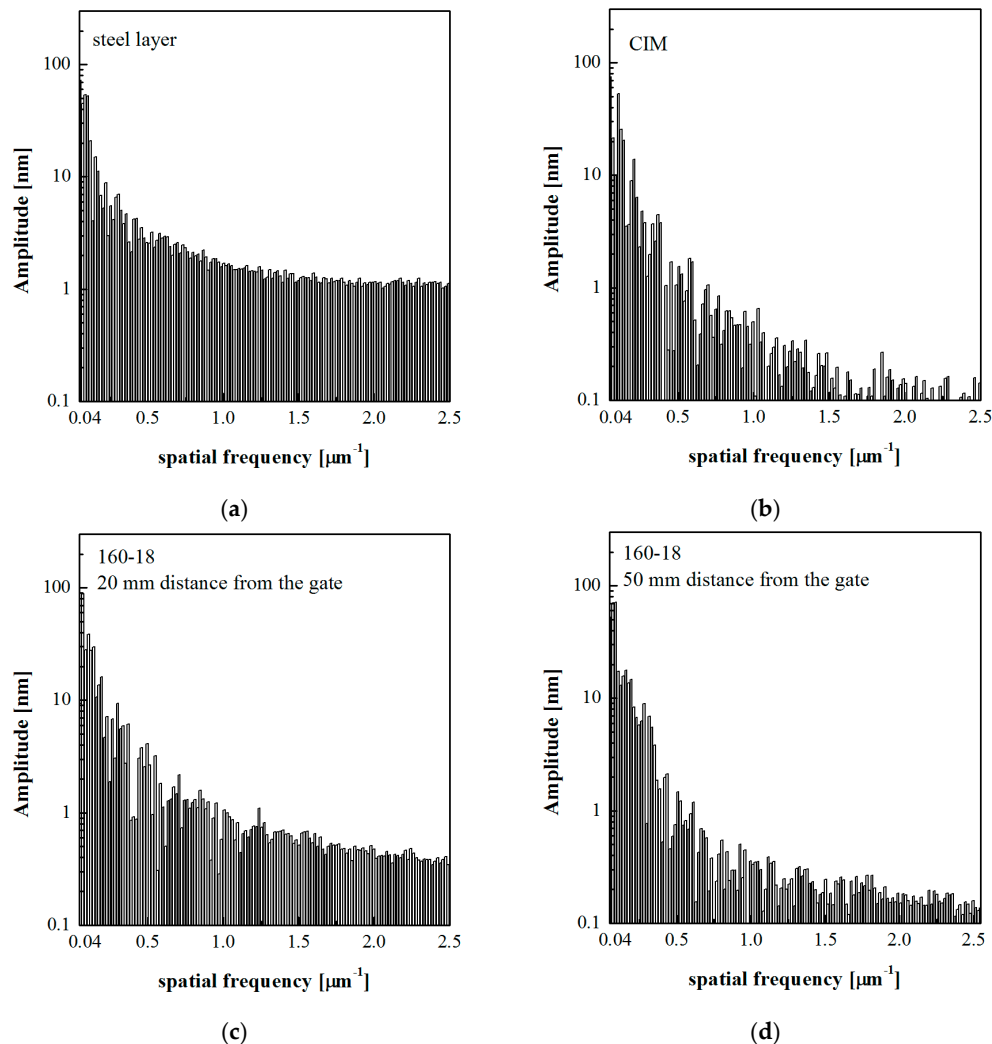 steel layer
100
10
1
0.1
Amplitude [nm]
0.04 0.5 1.0 1.5 2.0 2.5
spatial frequency [μm⁻¹]
(a)
CIM
100
10
1
0.1
Amplitude [nm]
0.04 0.5 1.0 1.5 2.0 2.5
spatial frequency [μm⁻¹]
(b)
160-18
20 mm distance from the gate
100
10
1
0.1
Amplitude [nm]
0.04 0.5 1.0 1.5 2.0 2.5
spatial frequency [μm⁻¹]
(c)
160-18
50 mm distance from the gate
100
10
1
0.1
Amplitude [nm]
0.04 0.5 1.0 1.5 2.0 2.5
spatial frequency [μm⁻¹]
(d)